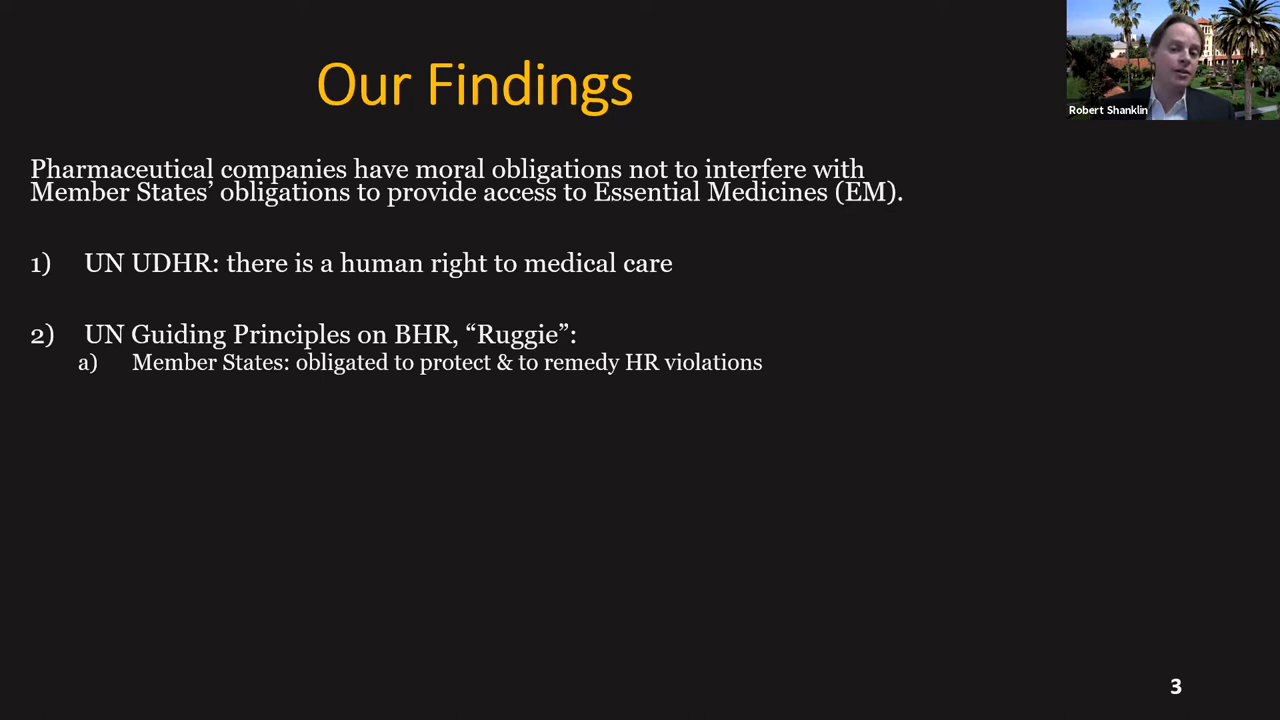 Our Findings
Robert Shanklin
Pharmaceutical companies have moral obligations not to interfere with
Member States’ obligations to provide access to Essential Medicines (EM).
1) UN UDHR: there is a human right to medical care
2) UN Guiding Principles on BHR, “Ruggie”:
a) Member States: obligated to protect & to remedy HR violations
3